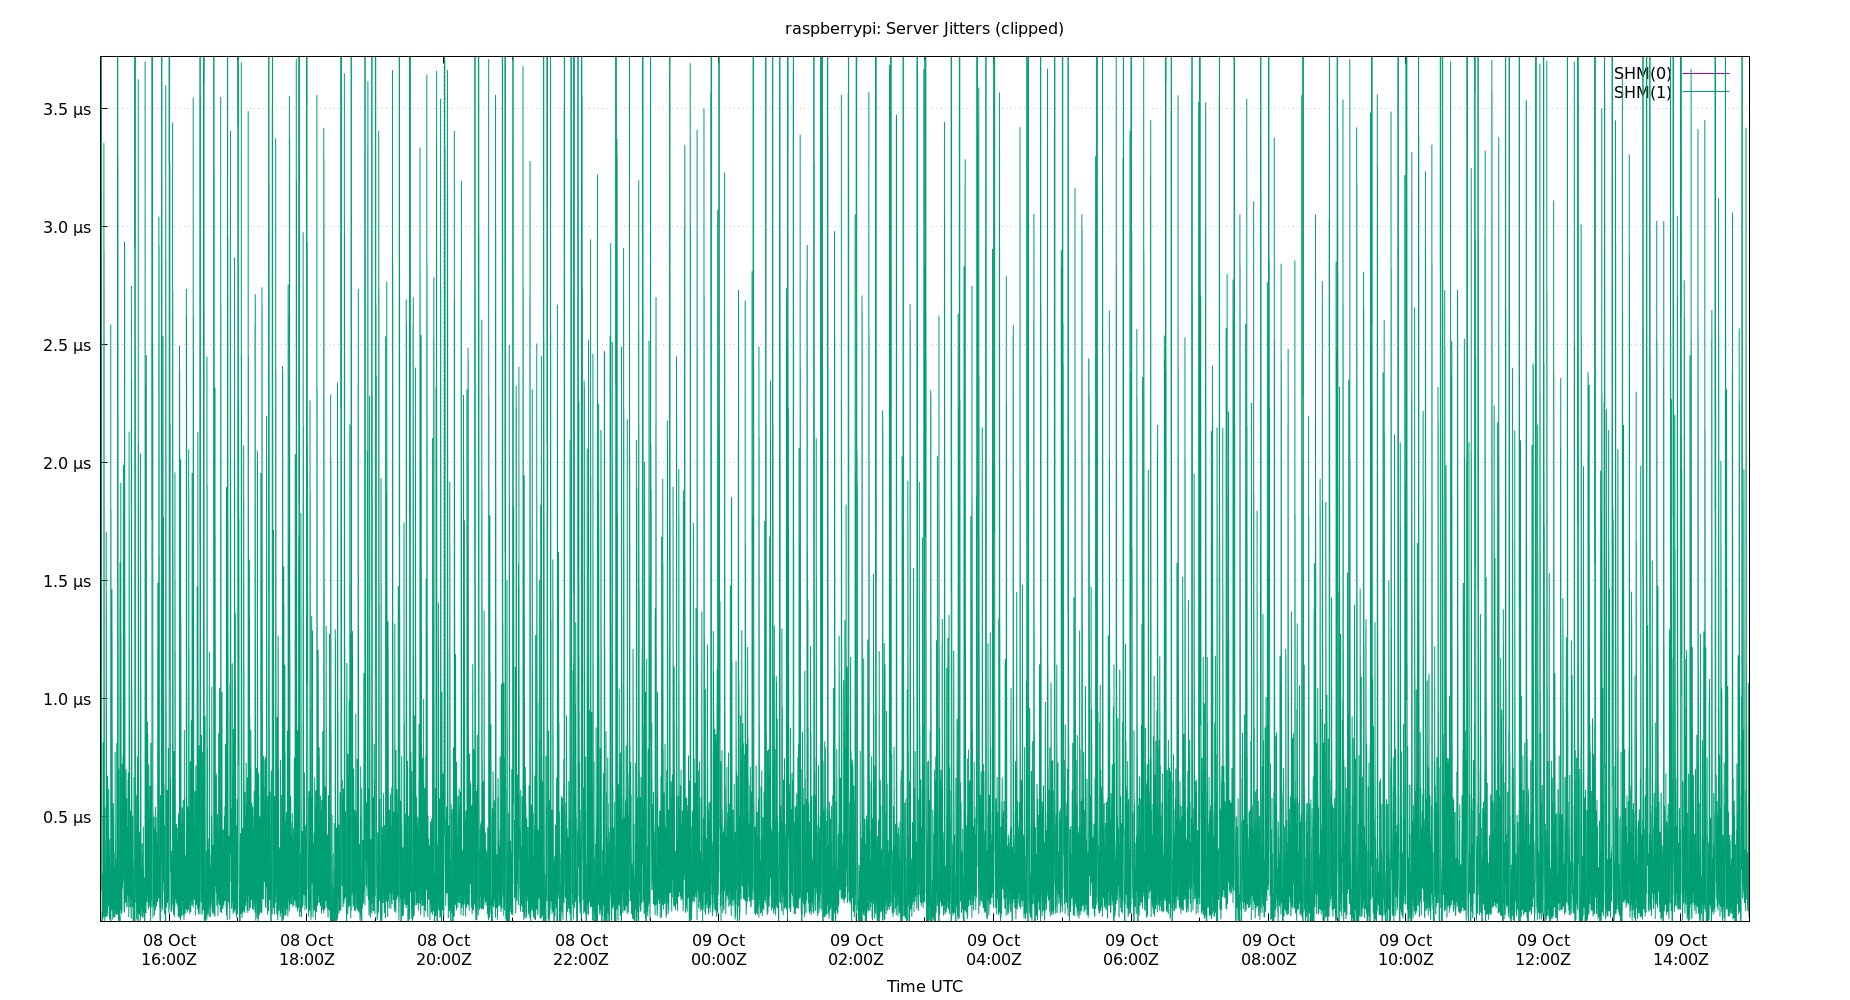 raspberrypi: Server Jitters (clipped)
SHM(0)
SHM(1)
3.5 µs
3.0 µs
2.5 µs
2.0 µs
1.5 µs
1.0 µs
0.5 µs
08 Oct 08 Oct 08 Oct 08 Oct 09 Oct 09 Oct 09 Oct 09 Oct 09 Oct 09 Oct 09 Oct 09 Oct
16:00Z 18:00Z 20:00Z 22:00Z 00:00Z 02:00Z 04:00Z 06:00Z 08:00Z 10:00Z 12:00Z 14:00Z
Time UTC